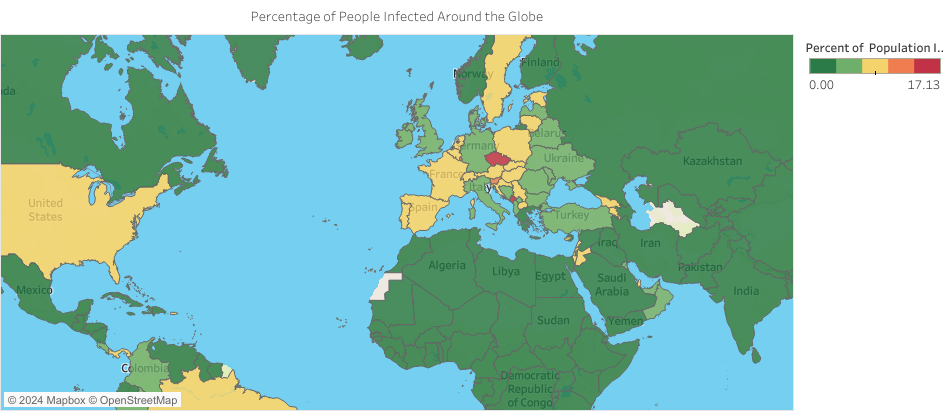 Percentage of People Infected Around the Globe
Percent of Population I..
0.00
17.13
Norway
Finland
da
Belarus
Germany
Ukraine
Kazakhstan
France
Italy
United
States
Spain
Turkey
Iraq
Iran
Algeria
Libya
Egypt
Saudi
Arabia
Pakistan
Mexico
India
Sudan
Yemen
Colombia
Democratic
Republic
of Congo
© 2024 Mapbox © OpenStreetMap